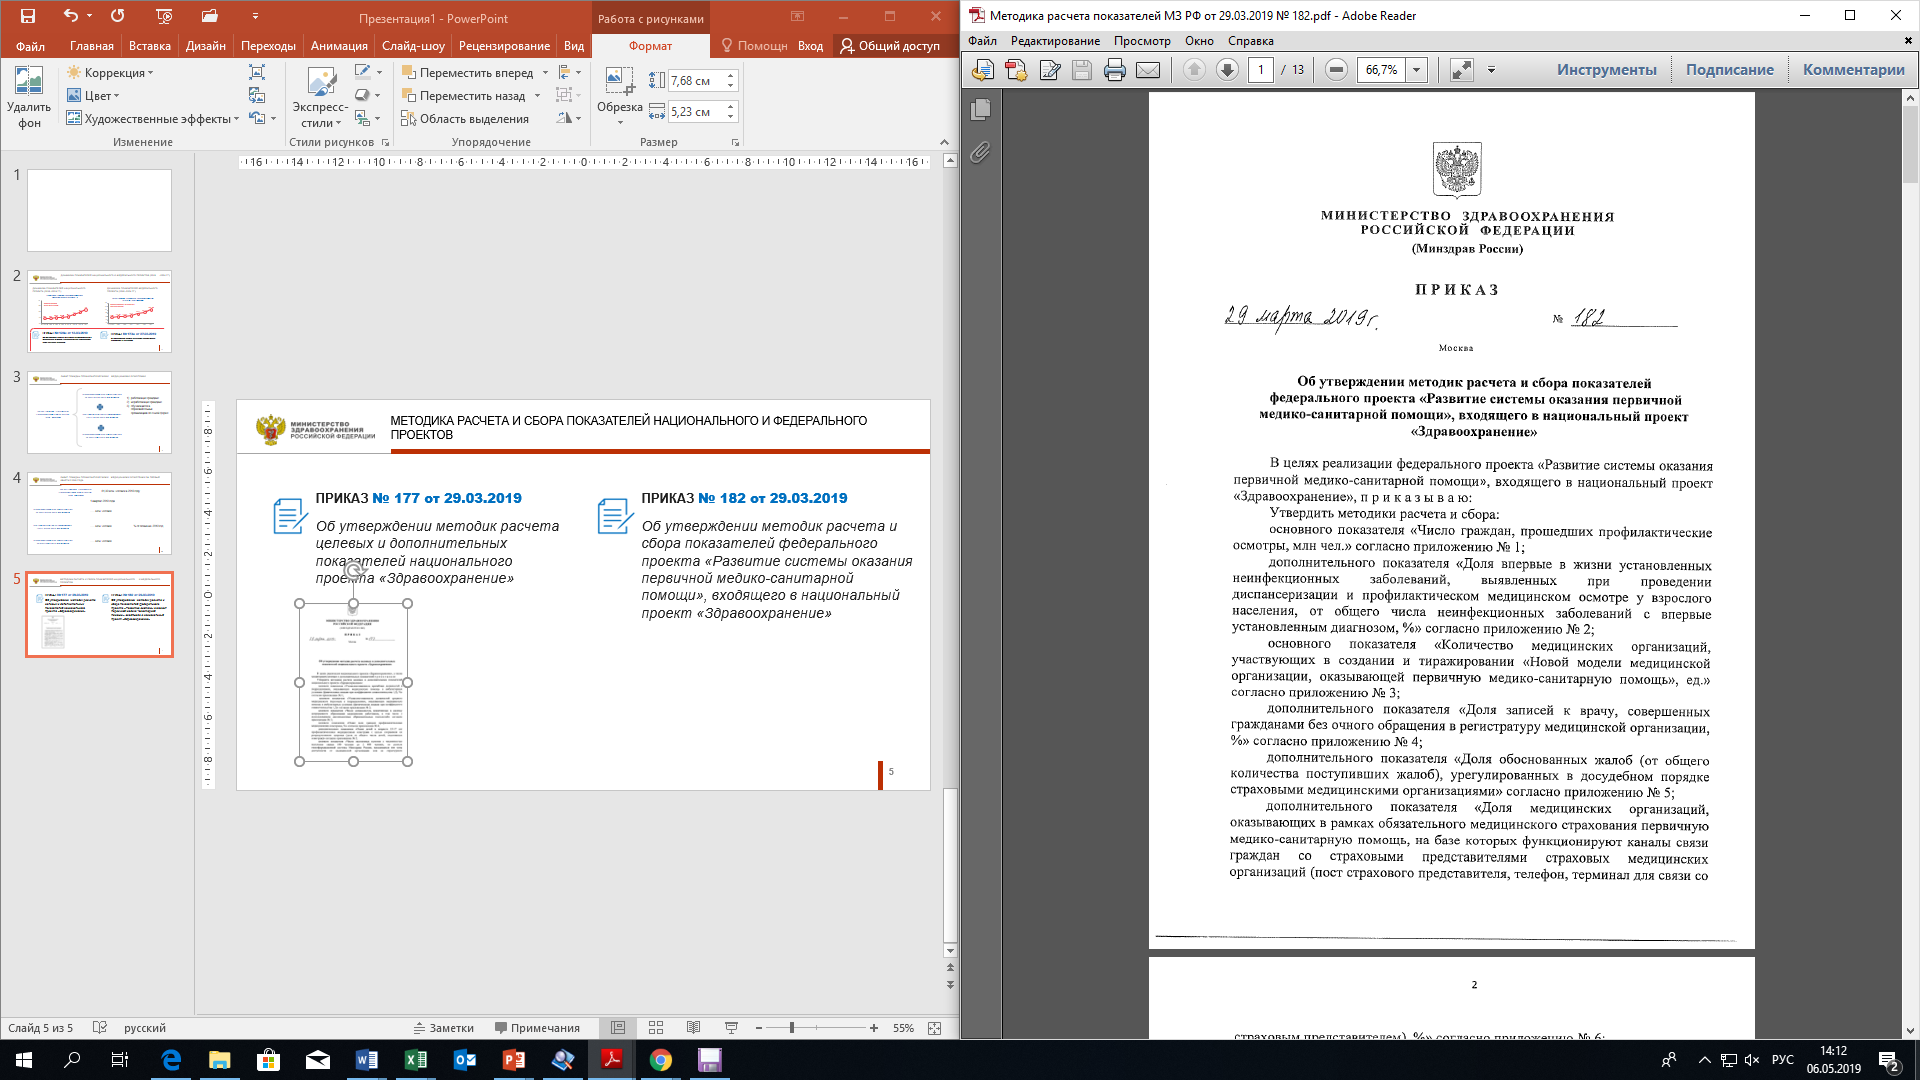 Презентация1 - PowerPoint
Работа с рисунками
Файл
Главная
Вставка
Дизайн
Переходы
Анимация
Слайд-шоу
Рецензирование
Вид
Формат
Помощн
Вход
Общий доступ
Удалить фон
Коррекция
Цвет
Художественные эффекты
Изменение
Экспресс-стили
Стили рисунков
Переместить вперед
Переместить назад
Область выделения
Упорядочение
Обрезка
7,68 см
5,23 см
Размер
1
2
3
4
5
МИНИСТЕРСТВО
ЗДРАВООХРАНЕНИЯ
РОССИЙСКОЙ ФЕДЕРАЦИИ
МЕТОДИКА РАСЧЕТА И СБОРА ПОКАЗАТЕЛЕЙ НАЦИОНАЛЬНОГО И ФЕДЕРАЛЬНОГО
ПРОЕКТОВ
ПРИКАЗ № 177 от 29.03.2019
Об утверждении методик расчета
целевых и дополнительных
показателей национального
проекта «Здравоохранение»
ПРИКАЗ № 182 от 29.03.2019
Об утверждении методик расчета и
сбора показателей федерального
проекта «Развитие системы оказания
первичной медико-санитарной
помощи», входящего в национальный
проект «Здравоохранение»
5
Слайд 5 из 5
русский
Заметки
Примечания
55%
Методика расчета показателей МЗ РФ от 29.03.2019 № 182.pdf - Adobe Reader
Файл Редактирование Просмотр Окно Справка
1 / 13
66,7%
Инструменты
Подписание
Комментарии
МИНИСТЕРСТВО ЗДРАВООХРАНЕНИЯ
РОССИЙСКОЙ ФЕДЕРАЦИИ
(Минздрав России)
ПРИКАЗ
29 марта 2019г.
№ 182
Москва
Об утверждении методик расчета и сбора показателей
федерального проекта «Развитие системы оказания первичной
медико-санитарной помощи», входящего в национальный проект
«Здравоохранение»
В целях реализации федерального проекта «Развитие системы оказания
первичной медико-санитарной помощи», входящего в национальный проект
«Здравоохранение», п р и к а з ы в а ю:
Утвердить методики расчета и сбора:
основного показателя «Число граждан, прошедших профилактические
осмотры, млн чел.» согласно приложению № 1;
дополнительного показателя «Доля впервые в жизни установленных
неинфекционных заболеваний, выявленных при проведении
диспансеризации и профилактическом медицинском осмотре у взрослого
населения, от общего числа неинфекционных заболеваний с впервые
установленным диагнозом, %» согласно приложению № 2;
основного показателя «Количество медицинских организаций,
участвующих в создании и тиражировании «Новой модели медицинской
организации, оказывающей первичную медико-санитарную помощь», ед.»
согласно приложению № 3;
дополнительного показателя «Доля записей к врачу, совершенных
гражданами без очного обращения в регистратуру медицинской организации,
%» согласно приложению № 4;
дополнительного показателя «Доля обоснованных жалоб (от общего
количества поступивших жалоб), урегулированных в досудебном порядке
страховыми медицинскими организациями» согласно приложению № 5;
дополнительного показателя «Доля медицинских организаций,
оказывающих в рамках обязательного медицинского страхования первичную
медико-санитарную помощь, на базе которых функционируют каналы связи
граждан со страховыми представителями страховых медицинских
организаций (пост страхового представителя, телефон, терминал для связи со
2
страховым представителем), %» согласно приложению № 6;
РУС
14:12
06.05.2019
2